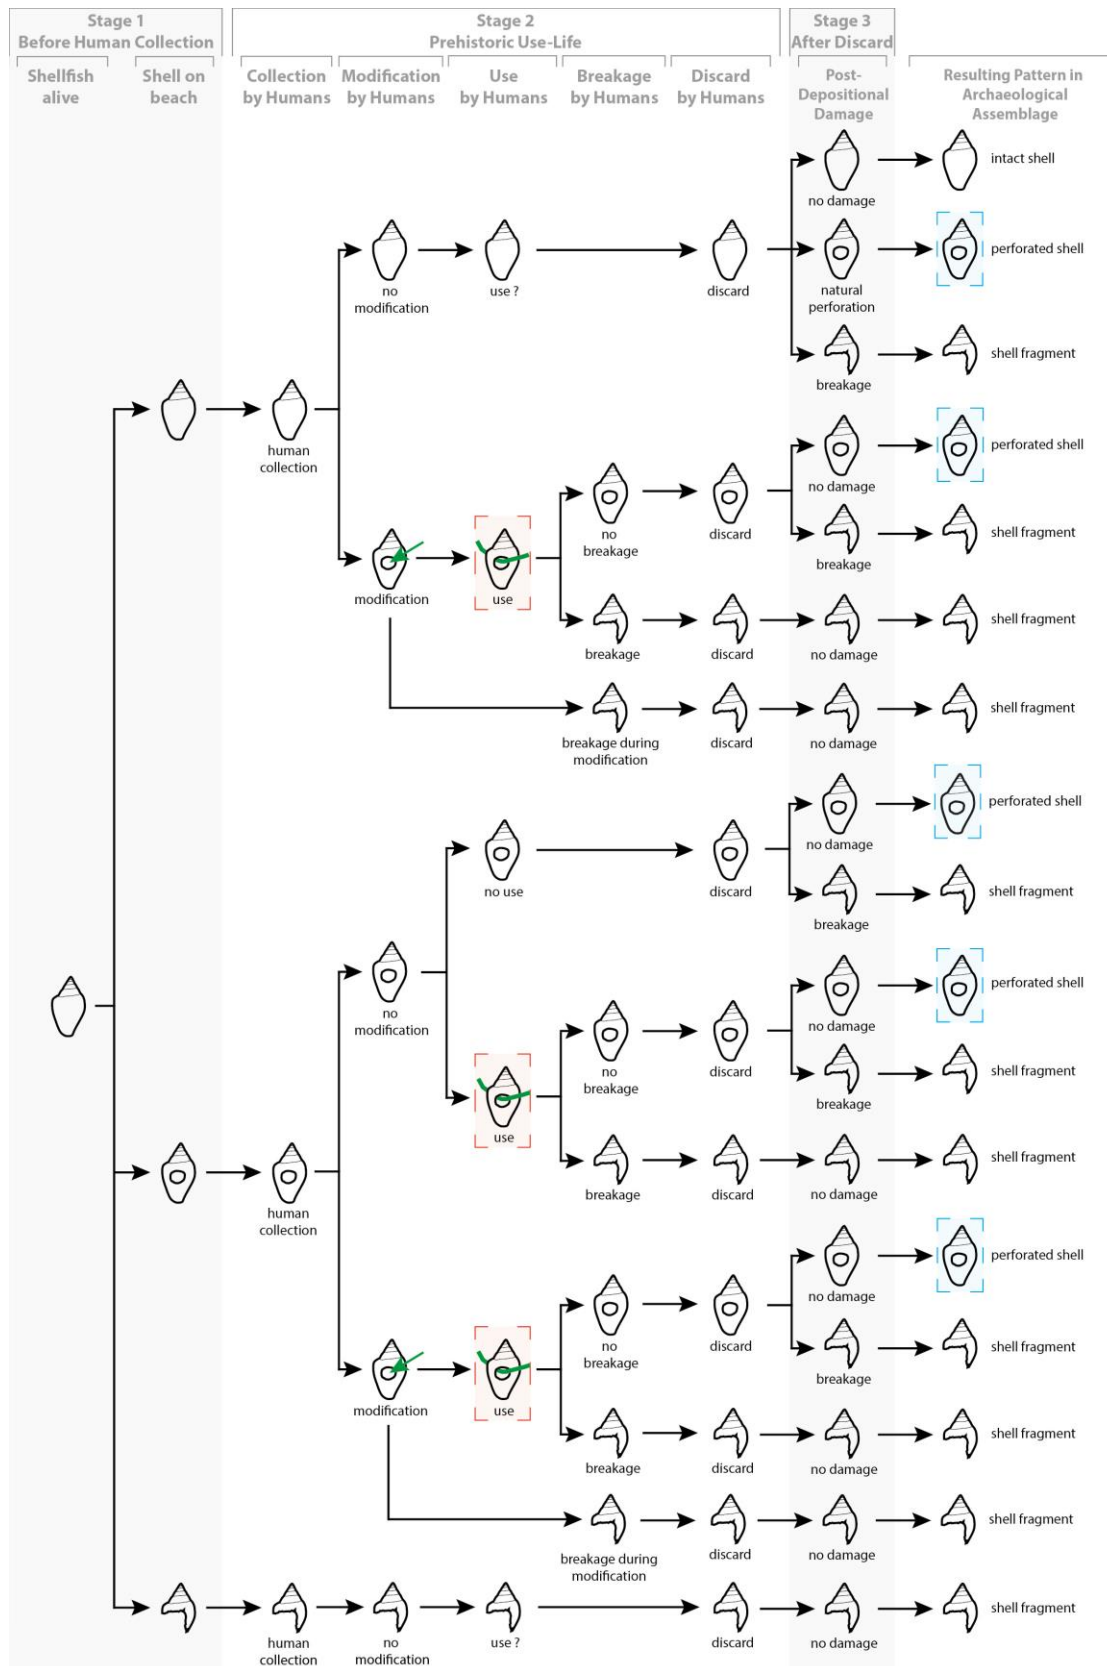 Stage 1
Before Human Collection
Stage 2
Prehistoric Use-Life
Stage 3
After Discard
Shellfish
alive
Shell on
beach
Collection
by Humans
Modification
by Humans
Use
by Humans
Breakage
by Humans
Discard
by Humans
Post-
Depositional
Damage
Resulting Pattern in
Archaeological
Assemblage
intact shell
no damage
perforated shell
no
modification
use ?
discard
natural
perforation
shell fragment
breakage
human
collection
perforated shell
no damage
no
breakage
discard
shell fragment
breakage
modification
use
shell fragment
breakage
discard
no damage
shell fragment
breakage during
modification
discard
no damage
perforated shell
no damage
no use
discard
shell fragment
breakage
no
modification
perforated shell
no damage
no
breakage
discard
shell fragment
breakage
use
shell fragment
breakage
discard
no damage
human
collection
perforated shell
no damage
no
breakage
discard
shell fragment
breakage
modification
use
shell fragment
breakage
discard
no damage
shell fragment
breakage during
modification
discard
no damage
shell fragment
human
collection
no
modification
use ?
discard
no damage